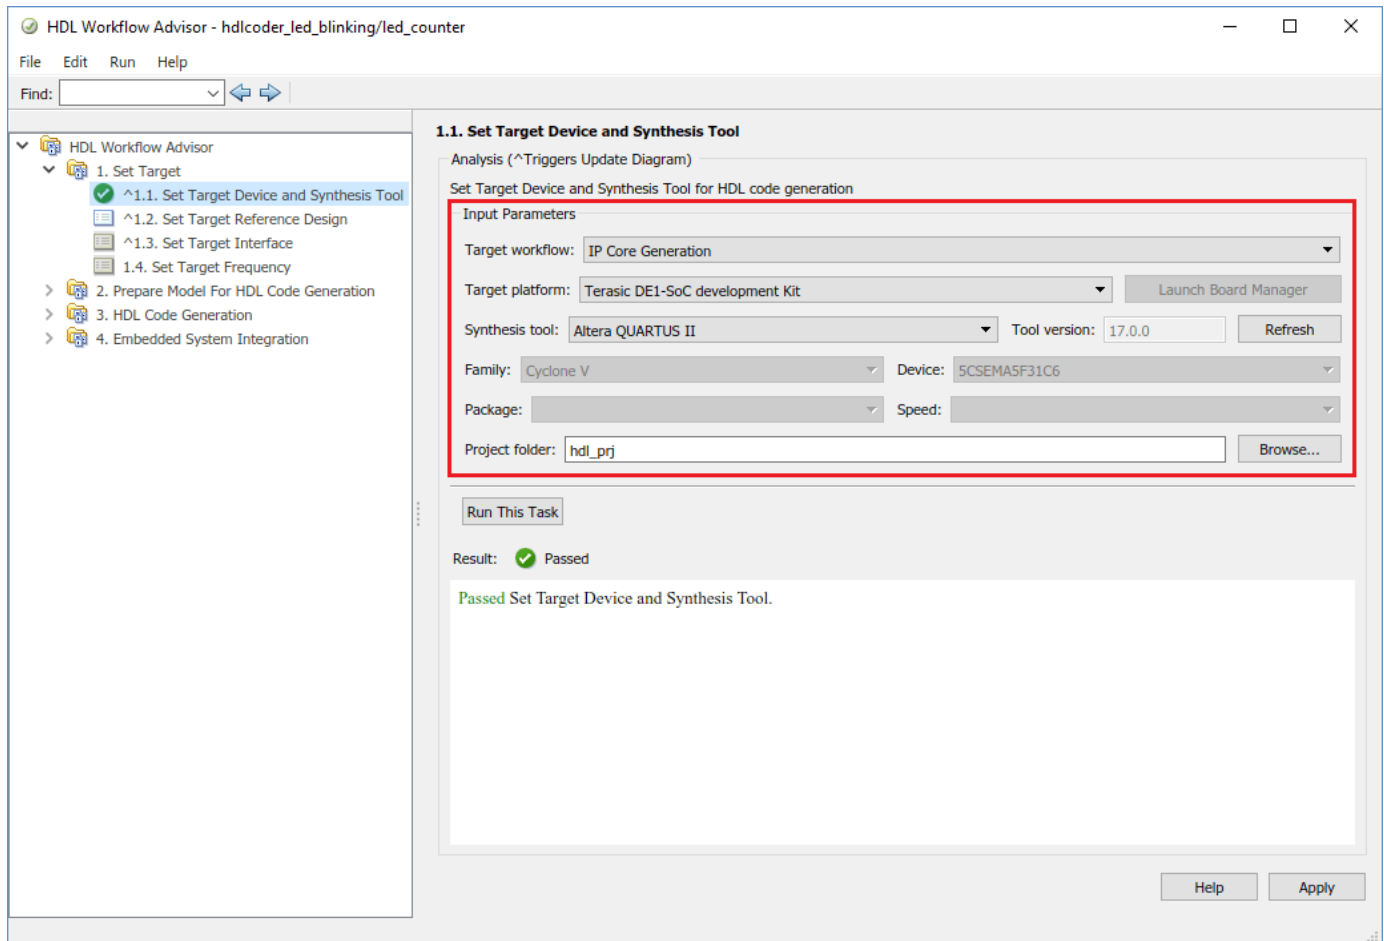 HDL Workflow Advisor - hdlcoder_led_blinking/led_counter
File Edit Run Help
Find:
HDL Workflow Advisor
1. Set Target
^1.1. Set Target Device and Synthesis Tool
^1.2. Set Target Reference Design
^1.3. Set Target Interface
1.4. Set Target Frequency
2. Prepare Model For HDL Code Generation
3. HDL Code Generation
4. Embedded System Integration
1.1. Set Target Device and Synthesis Tool
Analysis (^Triggers Update Diagram)
Set Target Device and Synthesis Tool for HDL code generation
Input Parameters
Target workflow: IP Core Generation
Target platform: Terasic DE1-SoC development Kit Launch Board Manager
Synthesis tool: Altera QUARTUS II Tool version: 17.0.0 Refresh
Family: Cyclone V Device: 5CSEMA5F31C6
Package: Speed:
Project folder: hdl_prj Browse...
Run This Task
Result: Passed
Passed Set Target Device and Synthesis Tool.
Help Apply